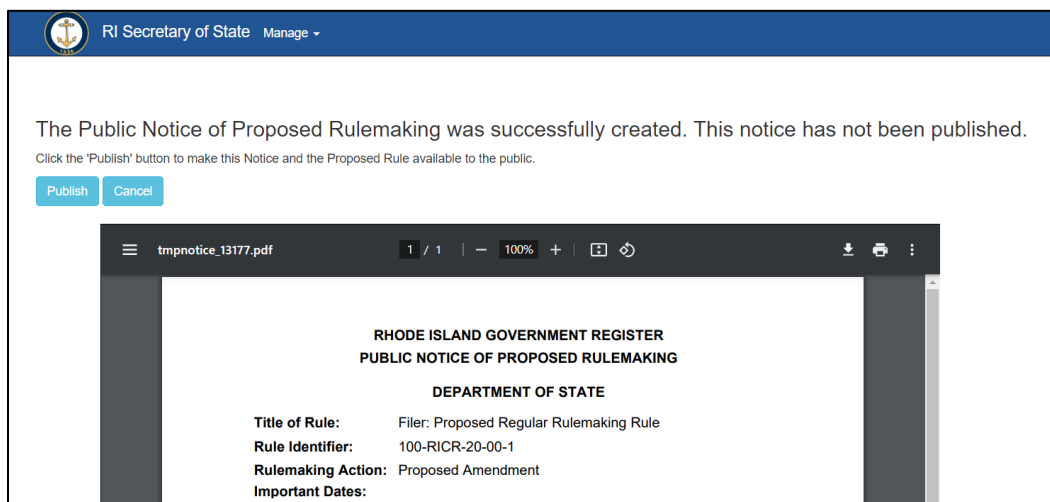 RI Secretary of State Manage
The Public Notice of Proposed Rulemaking was successfully created. This notice has not been published.
Click the 'Publish' button to make this Notice and the Proposed Rule available to the public.
Publish Cancel
tmpnotice_13177.pdf 1 / 1 | − 100% + |
RHODE ISLAND GOVERNMENT REGISTER
PUBLIC NOTICE OF PROPOSED RULEMAKING
DEPARTMENT OF STATE
Title of Rule: Filer: Proposed Regular Rulemaking Rule
Rule Identifier: 100-RICR-20-00-1
Rulemaking Action: Proposed Amendment
Important Dates: